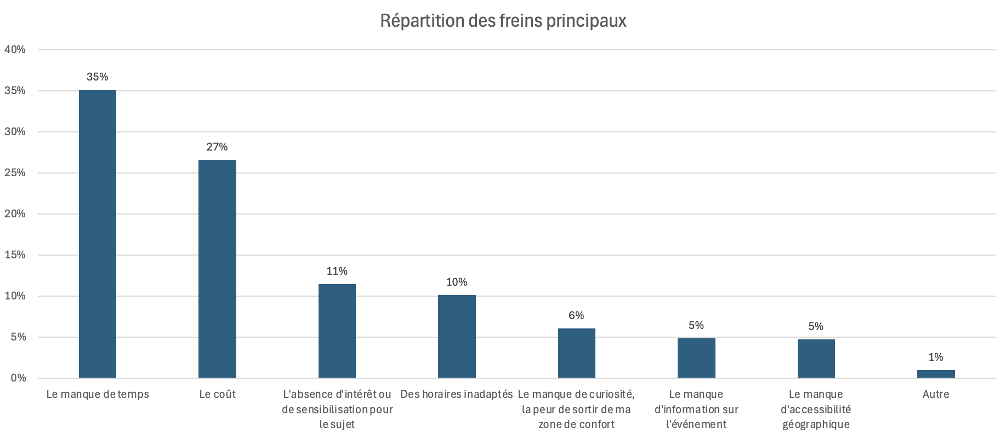 Répartition des freins principaux
40%
35%
30%
25%
20%
15%
10%
5%
0%
35%
27%
11%
10%
6%
5%
5%
1%
Le manque de temps
Le coût
L'absence d'intérêt ou
de sensibilisation pour
le sujet
Des horaires inadaptés
Le manque de curiosité,
la peur de sortir de ma
zone de confort
Le manque
d'information sur
l'événement
Le manque
d'accessibilité
géographique
Autre